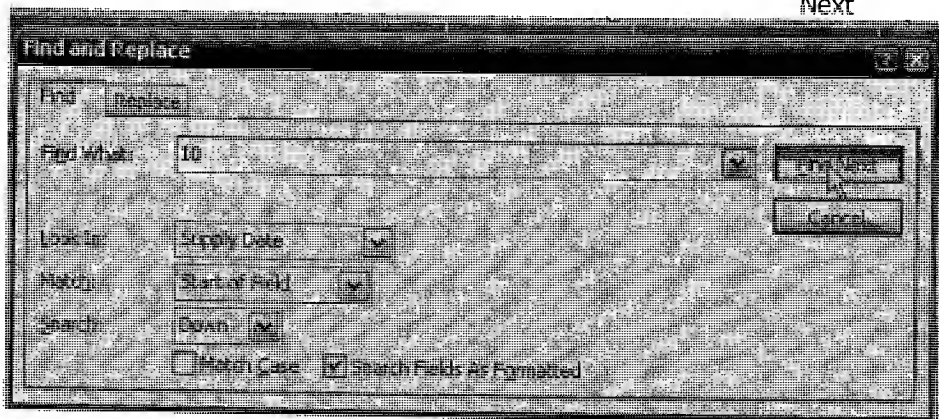 Next
Find and Replace
Find Replace
Find What: 10 Find Next
Cancel
Look In: Supply Date
Match: Start of Field
Search: Down
Match Case Search Fields As Formatted